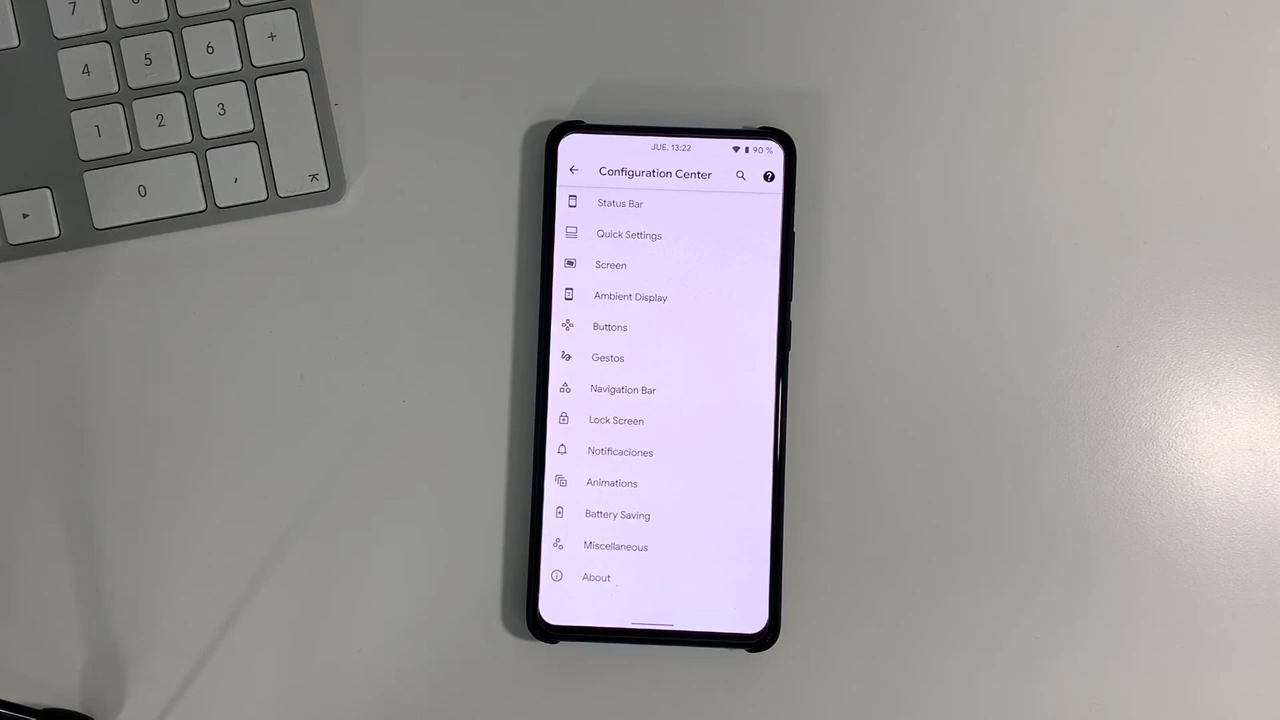 7
4
5
6
+
1
2
3
0
,
JUE. 13:22
90 %
Configuration Center
?
Status Bar
Quick Settings
Screen
Ambient Display
Buttons
Gestos
Navigation Bar
Lock Screen
Notificaciones
Animations
Battery Saving
Miscellaneous
About